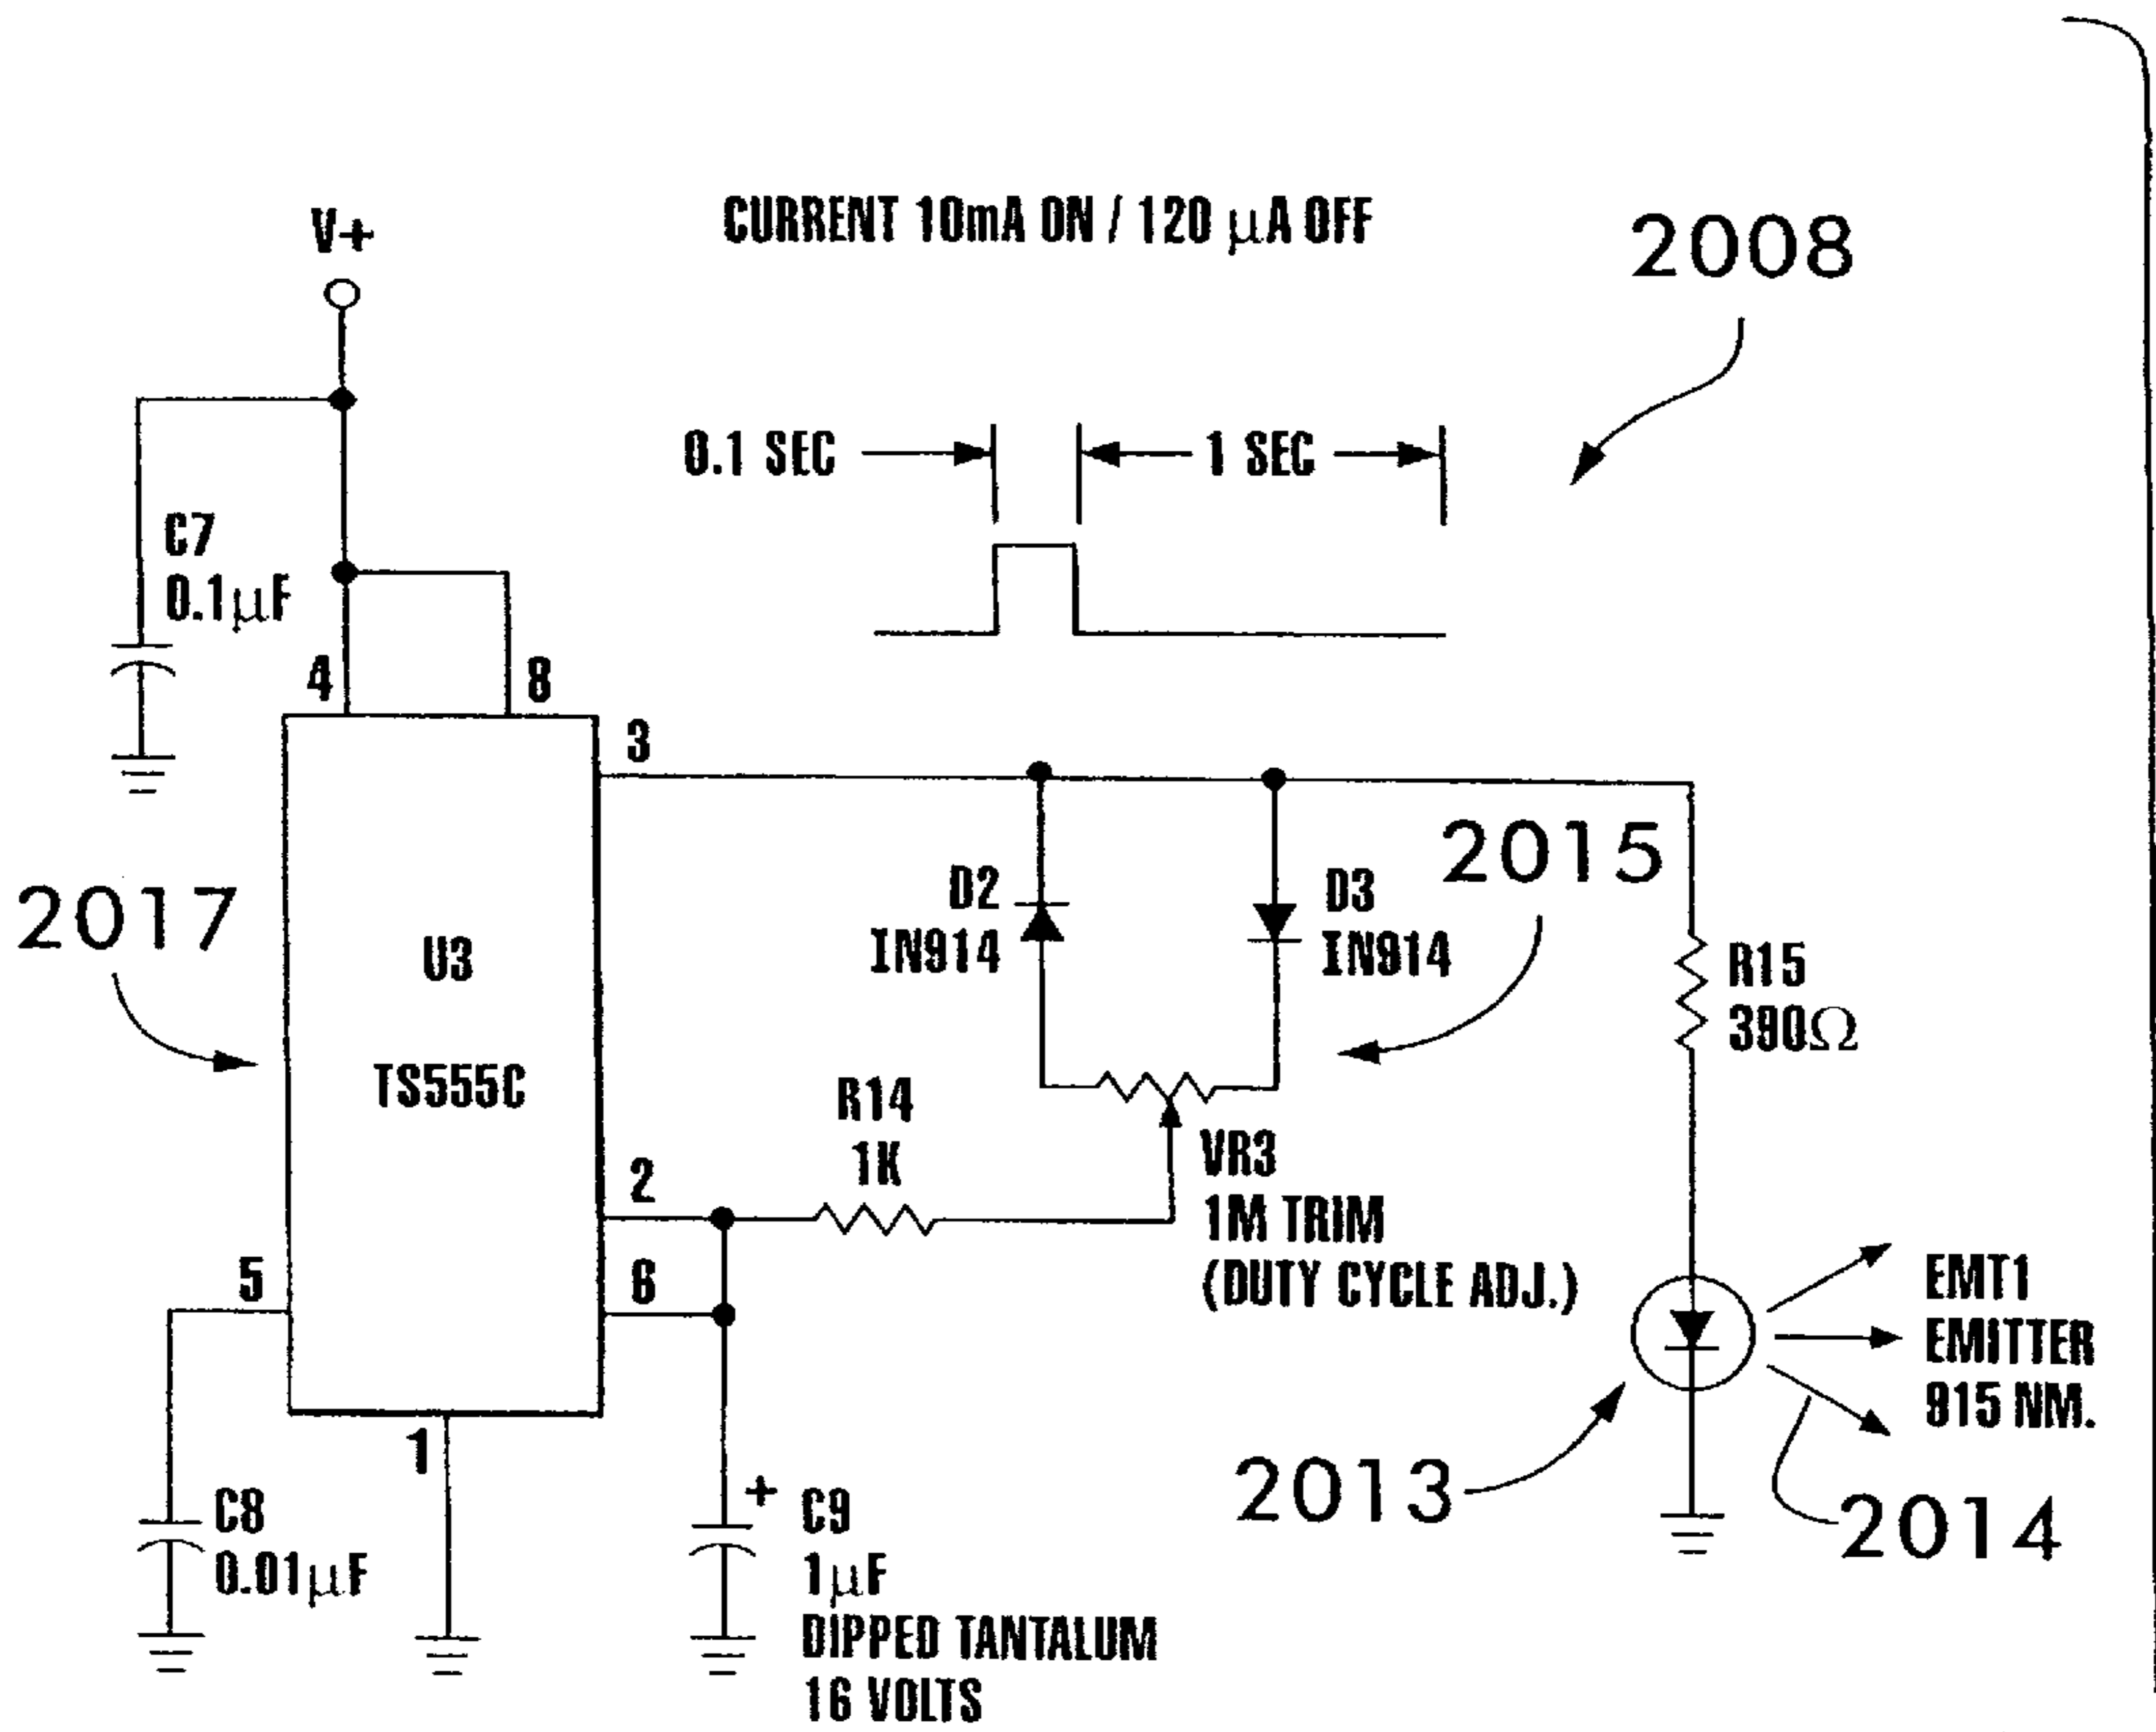 V+
CURRENT 10mA ON / 120 μA OFF
2008
0.1 SEC
1 SEC
C7
0.1μF
4
8
3
2015
2017
D2
IN914
D3
IN914
R15
390Ω
U3
TS555C
R14
1K
VR3
1M TRIM
(DUTY CYCLE ADJ.)
2
6
5
1
EMT1
EMITTER
915 NM.
2013
2014
C8
0.01μF
+
C9
1μF
DIPPED TANTALUM
16 VOLTS